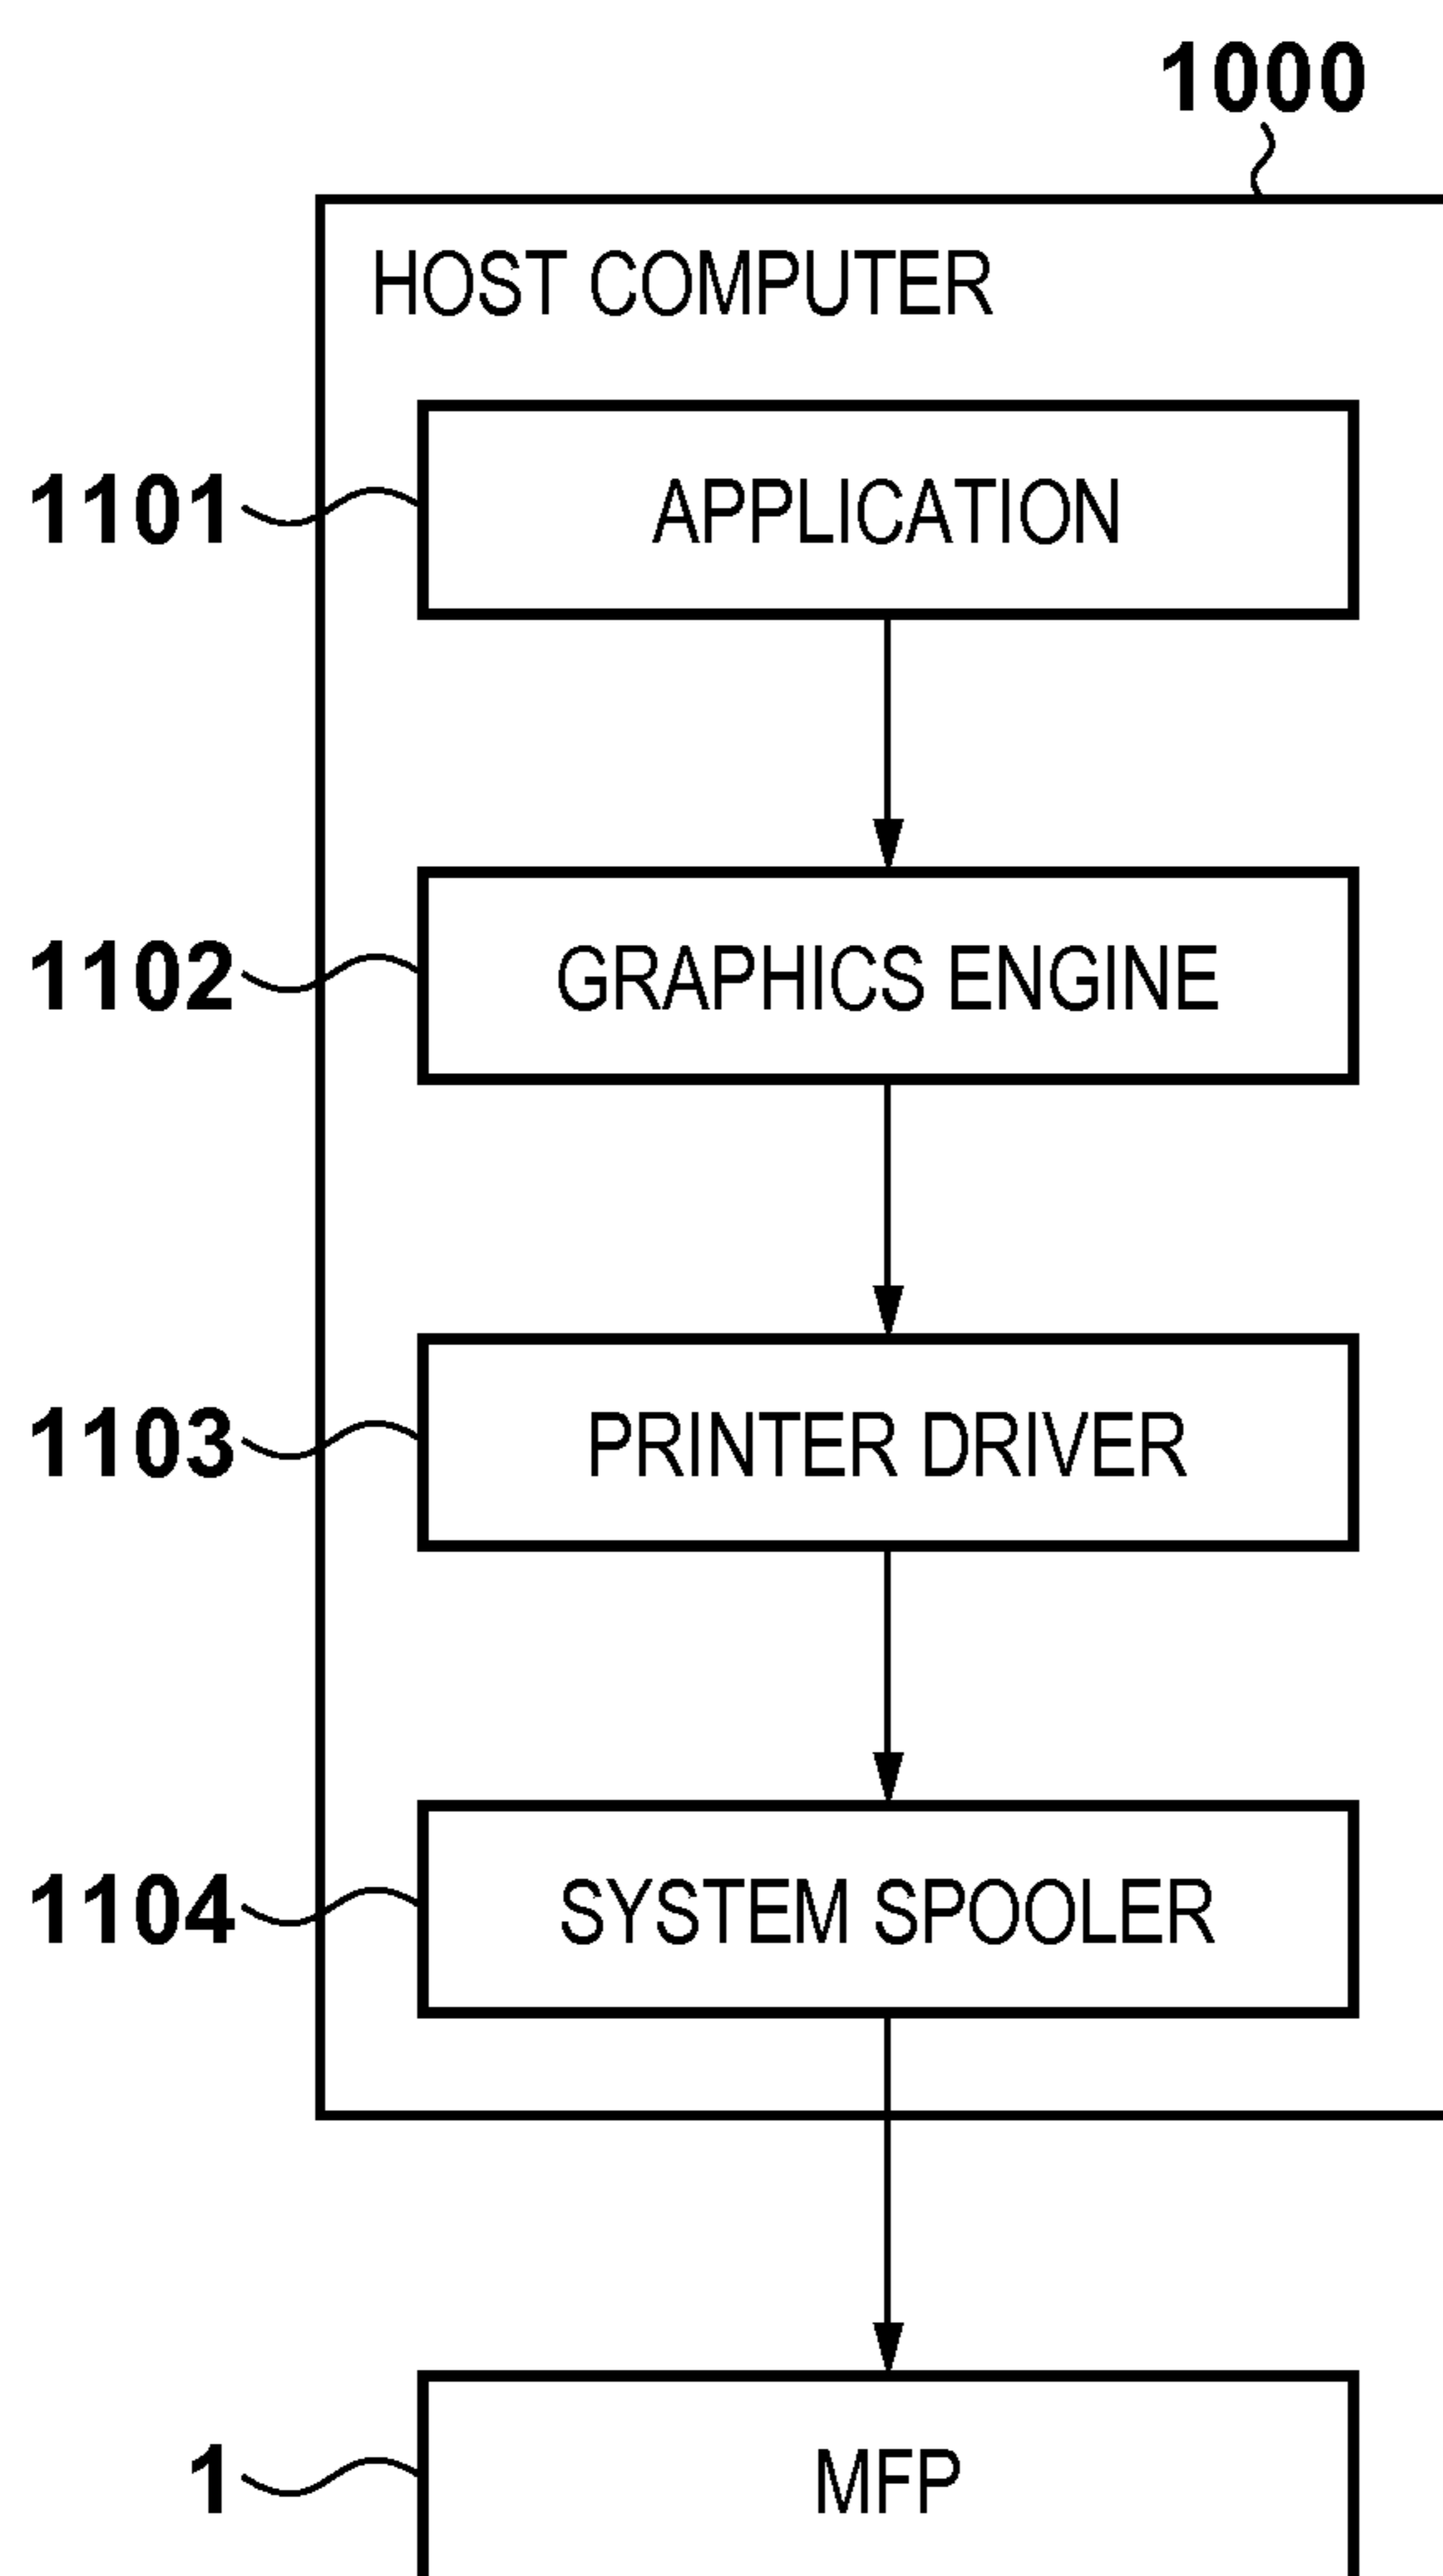 1000
HOST COMPUTER
1101
APPLICATION
1102
GRAPHICS ENGINE
1103
PRINTER DRIVER
1104
SYSTEM SPOOLER
1
MFP